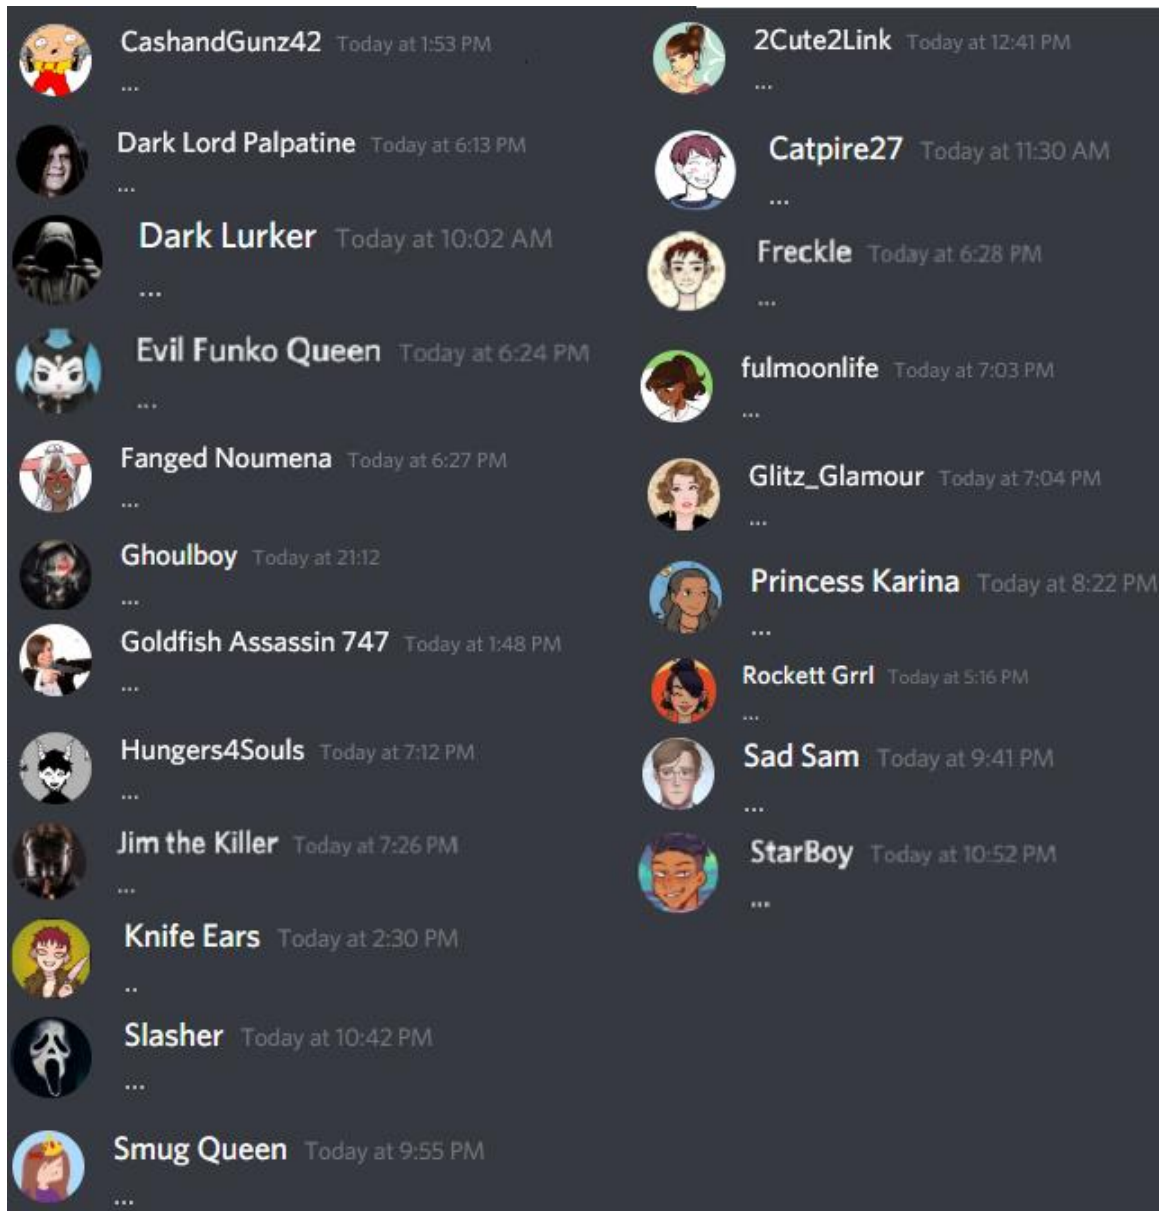 CashandGunz42 Today at 1:53 PM
...
Dark Lord Palpatine Today at 6:13 PM
...
Dark Lurker Today at 10:02 AM
...
Evil Funko Queen Today at 6:24 PM
...
Fanged Noumena Today at 6:27 PM
...
Ghoulboy Today at 21:12
...
Goldfish Assassin 747 Today at 1:48 PM
...
Hungers4Souls Today at 7:12 PM
...
Jim the Killer Today at 7:26 PM
...
Knife Ears Today at 2:30 PM
..
Slasher Today at 10:42 PM
...
Smug Queen Today at 9:55 PM
...
2Cute2Link Today at 12:41 PM
...
Catpire27 Today at 11:30 AM
...
Freckle Today at 6:28 PM
...
fulmoonlife Today at 7:03 PM
...
Glitz_Glamour Today at 7:04 PM
...
Princess Karina Today at 8:22 PM
...
Rockett Grrl Today at 5:16 PM
...
Sad Sam Today at 9:41 PM
...
StarBoy Today at 10:52 PM
...